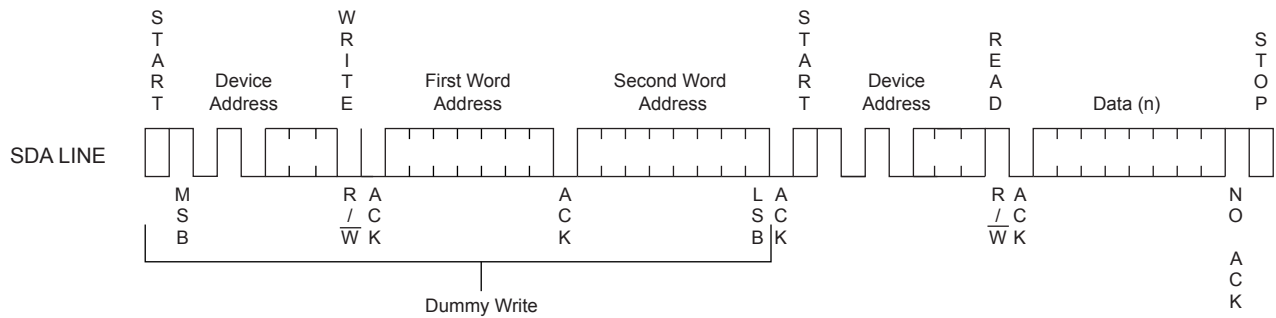 START
WRITE
START
READ
STOP
Device
Address
First Word
Address
Second Word
Address
Device
Address
Data (n)
SDA LINE
MSB
R/W
ACK
ACK
LSB
ACK
R/W
ACK
NO ACK
Dummy Write